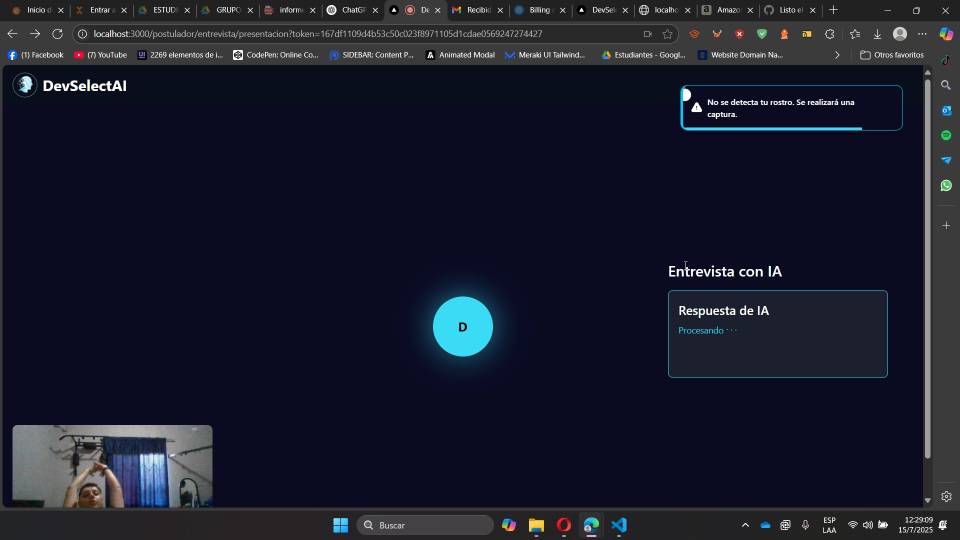 Inicio d
Entrar a
ESTUDI
GRUPO
inform
ChatGP
De
Recibid
Billing
DevSel
localho
Amazo
Listo el
localhost:3000/postulador/entrevista/presentacion?token=167df1109d4b53c50c023f8971105d1cdae0569247274427
(1) Facebook
(7) YouTube
2269 elementos de i...
CodePen: Online Co...
SIDEBAR: Content P...
Animated Modal
Meraki UI Tailwind...
Estudiantes - Googl...
Website Domain Na...
Otros favoritos
DevSelectAI
No se detecta tu rostro. Se realizará una
captura.
Entrevista con IA
Respuesta de IA
Procesando ···
D
Buscar
ESP
LAA
12:29:09
15/7/2025